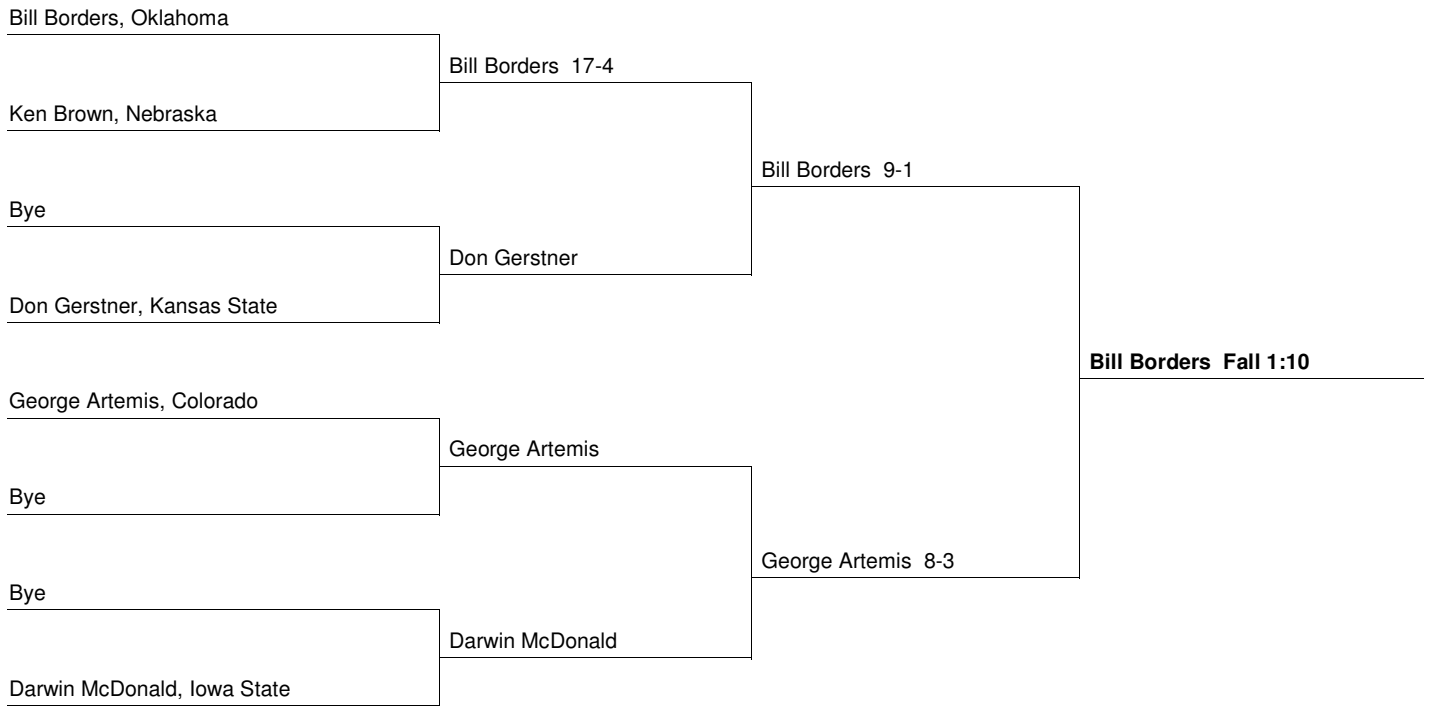 Bill Borders, Oklahoma
Bill Borders  17-4
Ken Brown, Nebraska
Bill Borders  9-1
Bye
Don Gerstner
Don Gerstner, Kansas State
Bill Borders  Fall 1:10
George Artemis, Colorado
George Artemis
Bye
George Artemis  8-3
Bye
Darwin McDonald
Darwin McDonald, Iowa State